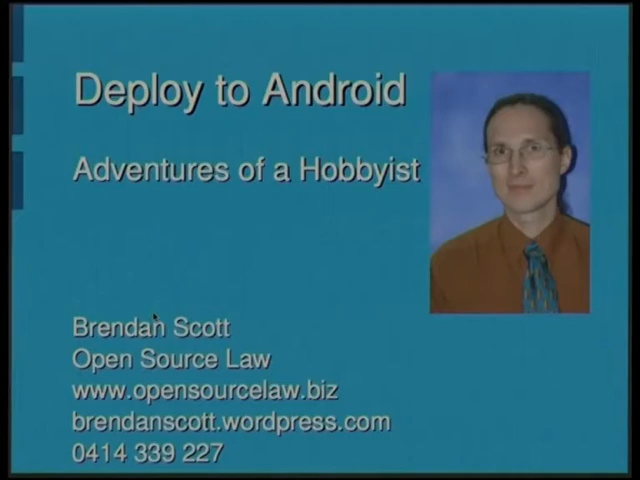 Deploy to Android
Adventures of a Hobbyist
Brendan Scott
Open Source Law
www.opensourcelaw.biz
brendanscott.wordpress.com
0414 339 227